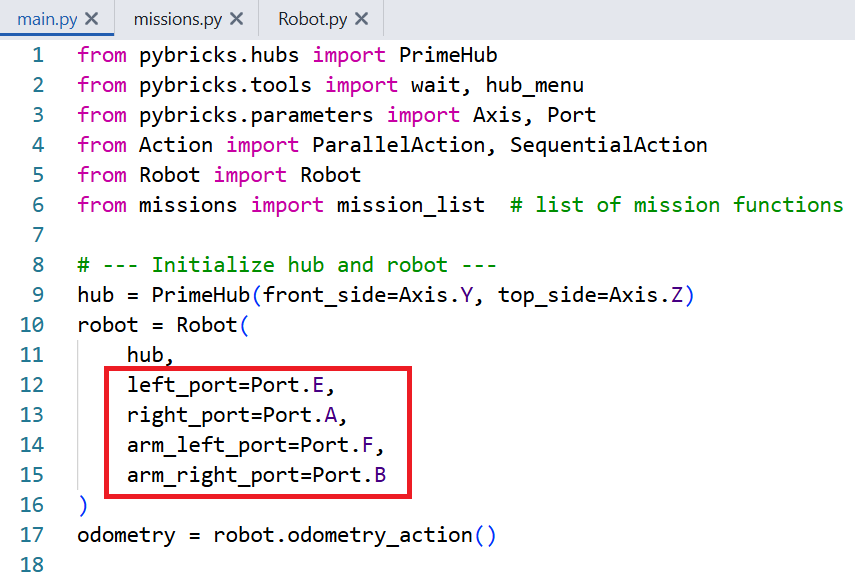 main.py ✕ missions.py ✕ Robot.py ✕
1 from pybricks.hubs import PrimeHub
2 from pybricks.tools import wait, hub_menu
3 from pybricks.parameters import Axis, Port
4 from Action import ParallelAction, SequentialAction
5 from Robot import Robot
6 from missions import mission_list  # list of mission functions
7
8 # --- Initialize hub and robot ---
9 hub = PrimeHub(front_side=Axis.Y, top_side=Axis.Z)
10 robot = Robot(
11     hub,
12     left_port=Port.E,
13     right_port=Port.A,
14     arm_left_port=Port.F,
15     arm_right_port=Port.B
16 )
17 odometry = robot.odometry_action()
18